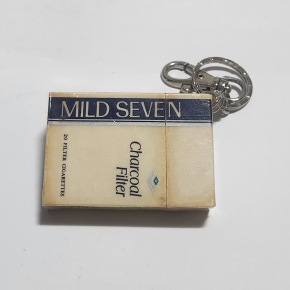 MILD SEVEN
Charcoal
Filter
20 FILTER CIGARETTES